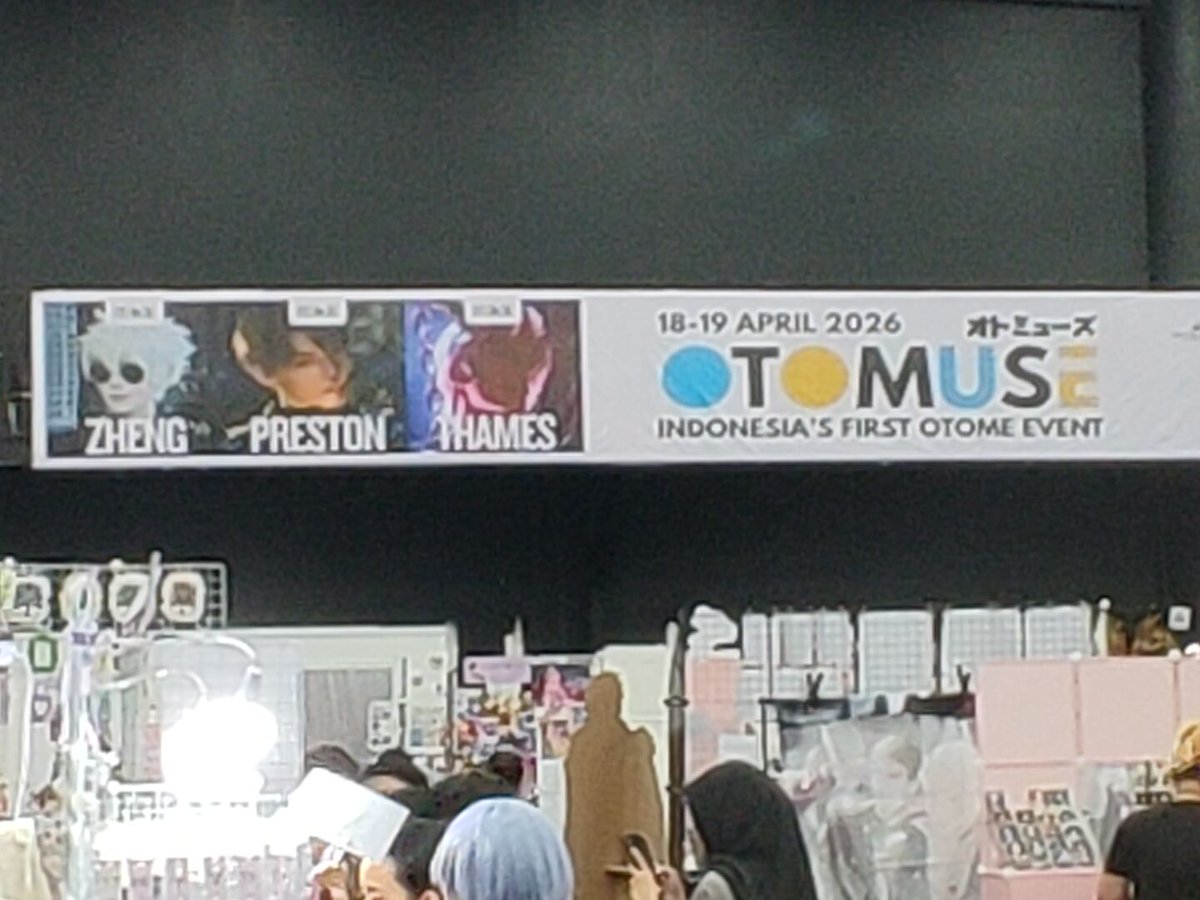 ZHENG
PRESTON
THAMES
18-19 APRIL 2026
オトミューズ
OTOMUSE
INDONESIA'S FIRST OTOME EVENT